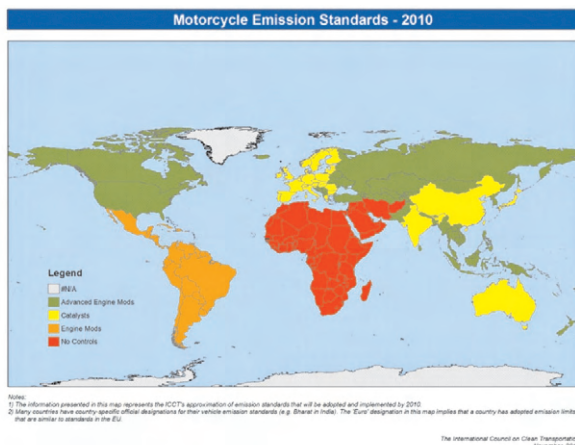 Motorcycle Emission Standards - 2010
Legend
#N/A
Advanced Engine Mods
Catalysts
Engine Mods
No Controls
Notes:
1) The information presented in this map represents the ICCT's approximation of emission standards that will be adopted and implemented by 2010.
2) Many countries have country-specific official designations for their vehicle emission standards (e.g. Bharat in India). The 'Euro' designation in this map implies that a country has adopted emission limits
that are similar to standards in the EU.
The International Council on Clean Transportatio